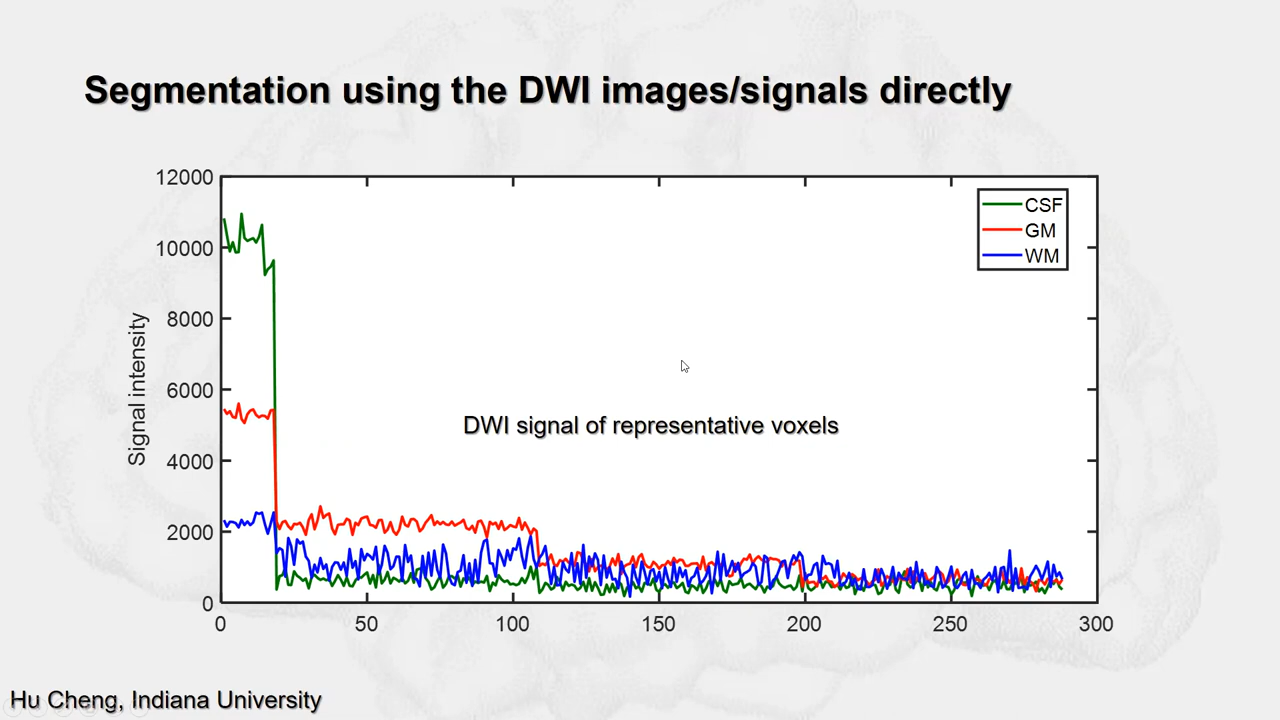 Segmentation using the DWI images/signals directly
12000
10000
8000
6000
4000
2000
0
Signal intensity
CSF
GM
WM
DWI signal of representative voxels
0 50 100 150 200 250 300
Hu Cheng, Indiana University